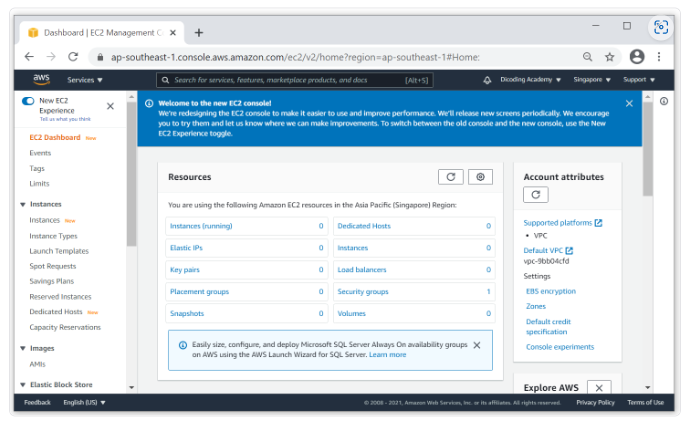 Dashboard | EC2 Management C
ap-southeast-1.console.aws.amazon.com/ec2/v2/home?region=ap-southeast-1#Home:
aws
Services
Search for services, features, marketplace products, and docs
[Alt+S]
Dicoding Academy
Singapore
Support
New EC2
Experience
Tell us what you think
EC2 Dashboard New
Events
Tags
Limits
Instances
Instances New
Instance Types
Launch Templates
Spot Requests
Savings Plans
Reserved Instances
Dedicated Hosts New
Capacity Reservations
Images
AMIs
Elastic Block Store
Welcome to the new EC2 console!
We're redesigning the EC2 console to make it easier to use and improve performance. We'll release new screens periodically. We encourage
you to try them and let us know where we can make improvements. To switch between the old console and the new console, use the New
EC2 Experience toggle.
Resources
You are using the following Amazon EC2 resources in the Asia Pacific (Singapore) Region:
Instances (running) 0
Dedicated Hosts 0
Elastic IPs 0
Instances 0
Key pairs 0
Load balancers 0
Placement groups 0
Security groups 1
Snapshots 0
Volumes 0
Easily size, configure, and deploy Microsoft SQL Server Always On availability groups
on AWS using the AWS Launch Wizard for SQL Server. Learn more
Account attributes
Supported platforms
• VPC
Default VPC
vpc-9bb04cfd
Settings
EBS encryption
Zones
Default credit
specification
Console experiments
Explore AWS
Feedback
English (US)
© 2008 - 2021, Amazon Web Services, Inc. or its affiliates. All rights reserved.
Privacy Policy
Terms of Use